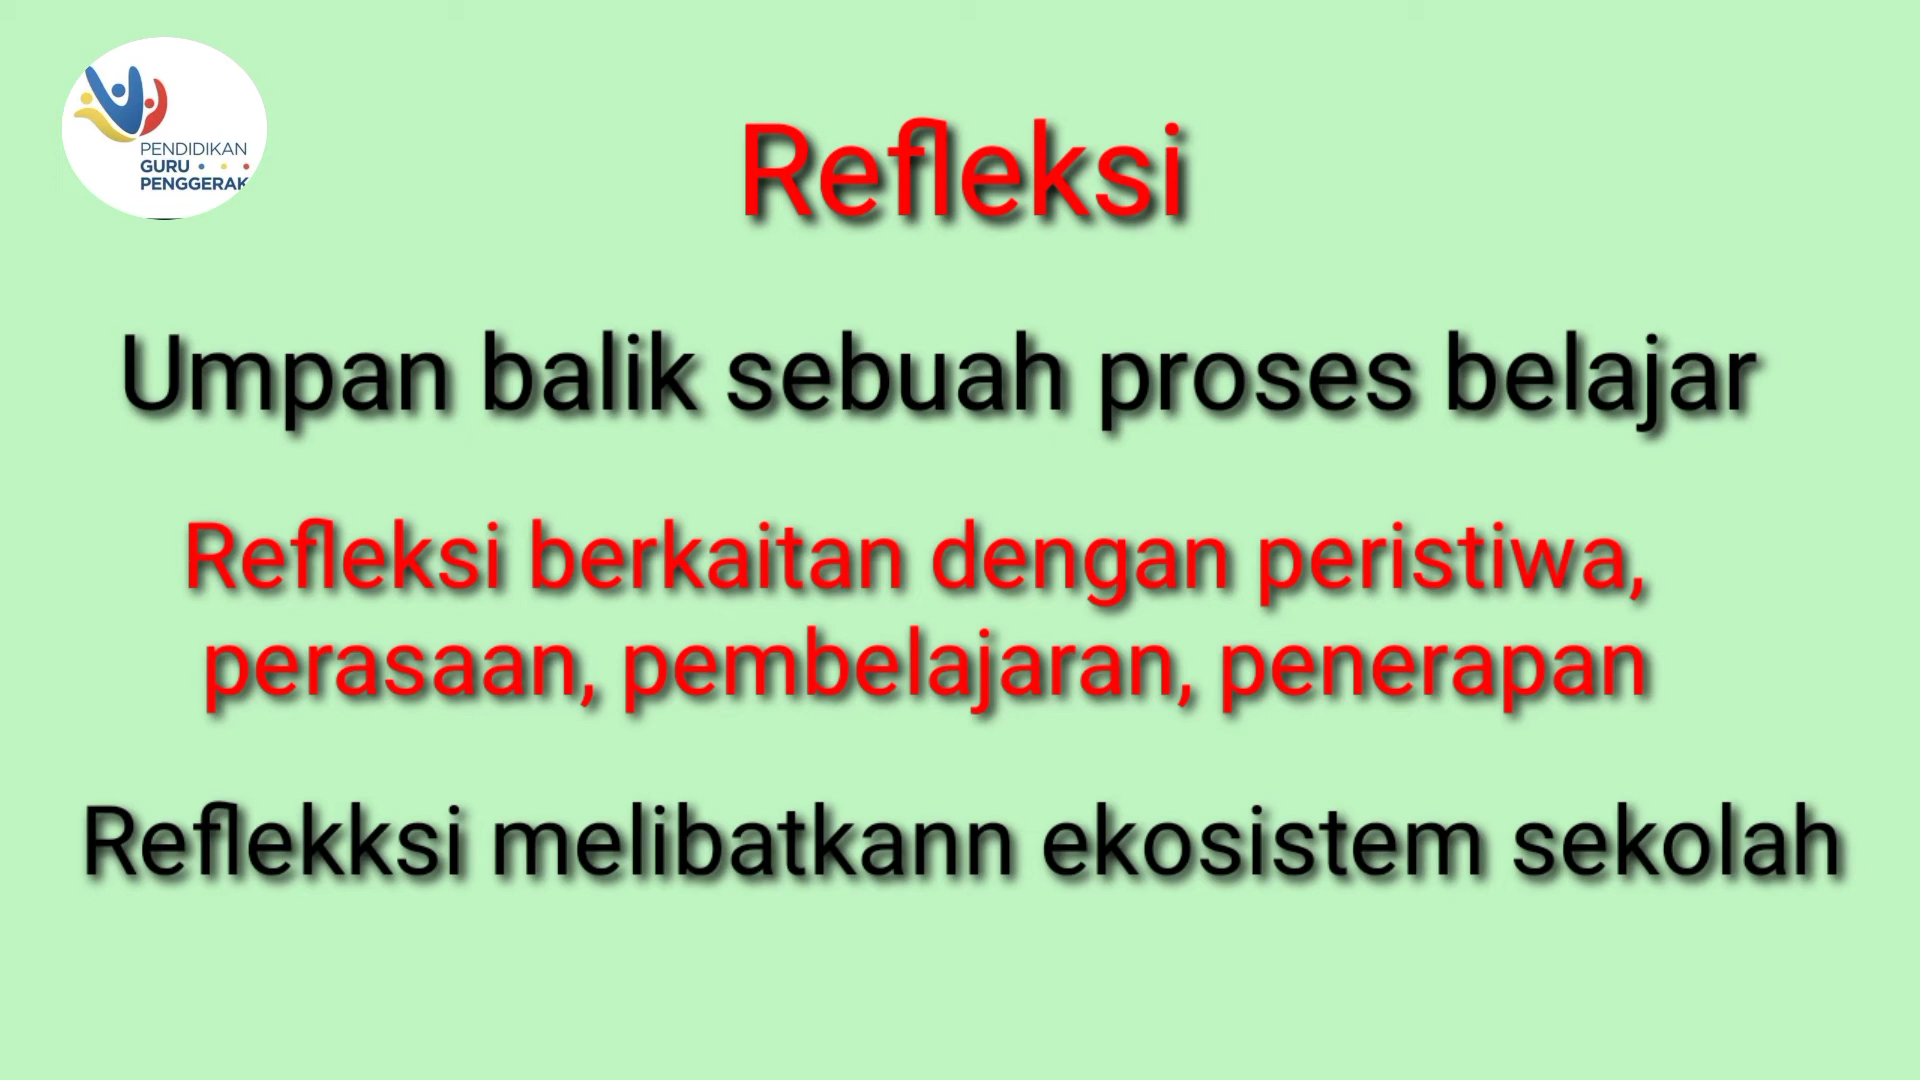 PENDIDIKAN
GURU
PENGGERAK
Refleksi
Umpan balik sebuah proses belajar
Refleksi berkaitan dengan peristiwa,
perasaan, pembelajaran, penerapan
Reflekksi melibatkann ekosistem sekolah